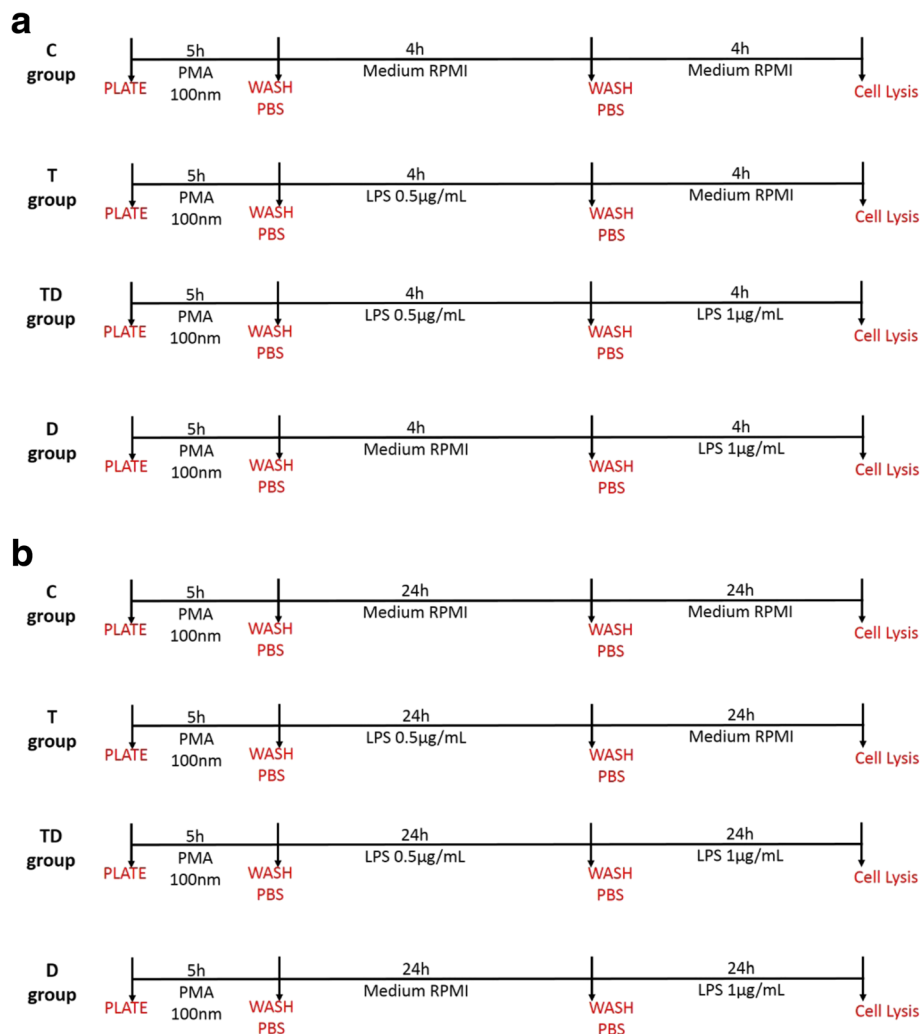 a
C
group
5h
4h
4h
PMA
100nm
Medium RPMI
Medium RPMI
PLATE
WASH
PBS
WASH
PBS
Cell Lysis
T
group
5h
4h
4h
PMA
100nm
LPS 0.5µg/mL
Medium RPMI
PLATE
WASH
PBS
WASH
PBS
Cell Lysis
TD
group
5h
4h
4h
PMA
100nm
LPS 0.5µg/mL
LPS 1µg/mL
PLATE
WASH
PBS
WASH
PBS
Cell Lysis
D
group
5h
4h
4h
PMA
100nm
Medium RPMI
LPS 1µg/mL
PLATE
WASH
PBS
WASH
PBS
Cell Lysis
b
C
group
5h
24h
24h
PMA
100nm
Medium RPMI
Medium RPMI
PLATE
WASH
PBS
WASH
PBS
Cell Lysis
T
group
5h
24h
24h
PMA
100nm
LPS 0.5µg/mL
Medium RPMI
PLATE
WASH
PBS
WASH
PBS
Cell Lysis
TD
group
5h
24h
24h
PMA
100nm
LPS 0.5µg/mL
LPS 1µg/mL
PLATE
WASH
PBS
WASH
PBS
Cell Lysis
D
group
5h
24h
24h
PMA
100nm
Medium RPMI
LPS 1µg/mL
PLATE
WASH
PBS
WASH
PBS
Cell Lysis